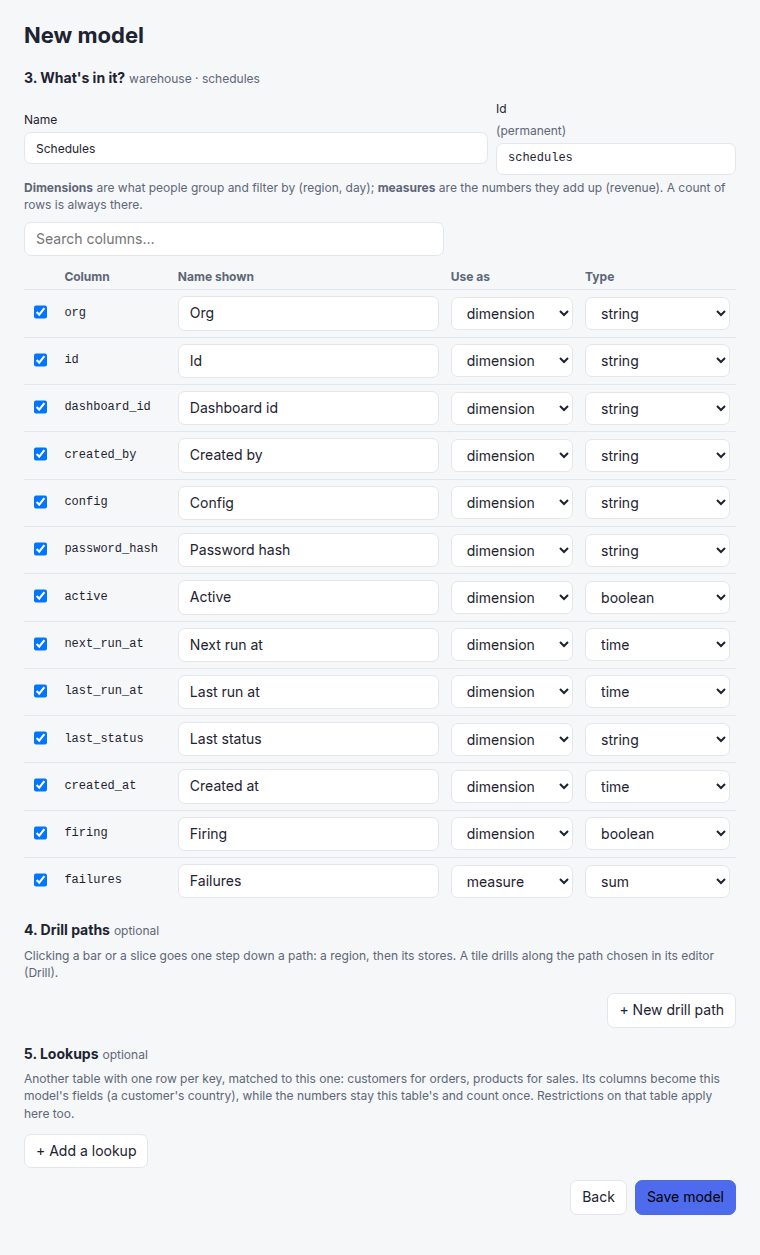 New model
3. What's in it? warehouse · schedules
Name
Id
(permanent)
Schedules
schedules
Dimensions are what people group and filter by (region, day); measures are the numbers they add up (revenue). A count of
rows is always there.
Search columns...
Column Name shown Use as Type
org Org dimension string
id Id dimension string
dashboard_id Dashboard id dimension string
created_by Created by dimension string
config Config dimension string
password_hash Password hash dimension string
active Active dimension boolean
next_run_at Next run at dimension time
last_run_at Last run at dimension time
last_status Last status dimension string
created_at Created at dimension time
firing Firing dimension boolean
failures Failures measure sum
4. Drill paths optional
Clicking a bar or a slice goes one step down a path: a region, then its stores. A tile drills along the path chosen in its editor
(Drill).
+ New drill path
5. Lookups optional
Another table with one row per key, matched to this one: customers for orders, products for sales. Its columns become this
model's fields (a customer's country), while the numbers stay this table's and count once. Restrictions on that table apply
here too.
+ Add a lookup
Back Save model